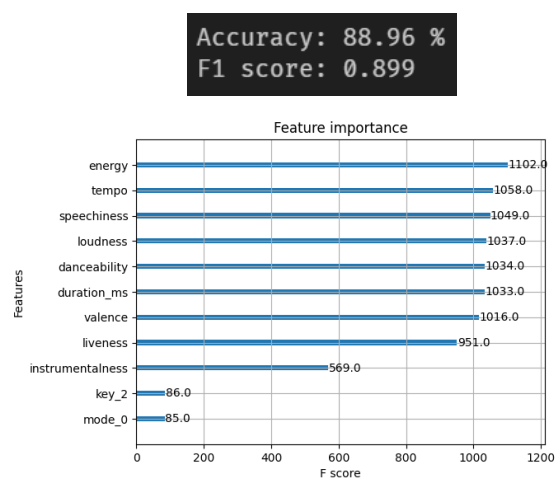 Accuracy: 88.96 %
F1 score: 0.899
Feature importance
energy 1102.0
tempo 1058.0
speechiness 1049.0
loudness 1037.0
danceability 1034.0
duration_ms 1033.0
valence 1016.0
liveness 951.0
instrumentalness 569.0
key_2 86.0
mode_0 85.0
Features
0 200 400 600 800 1000 1200
F score